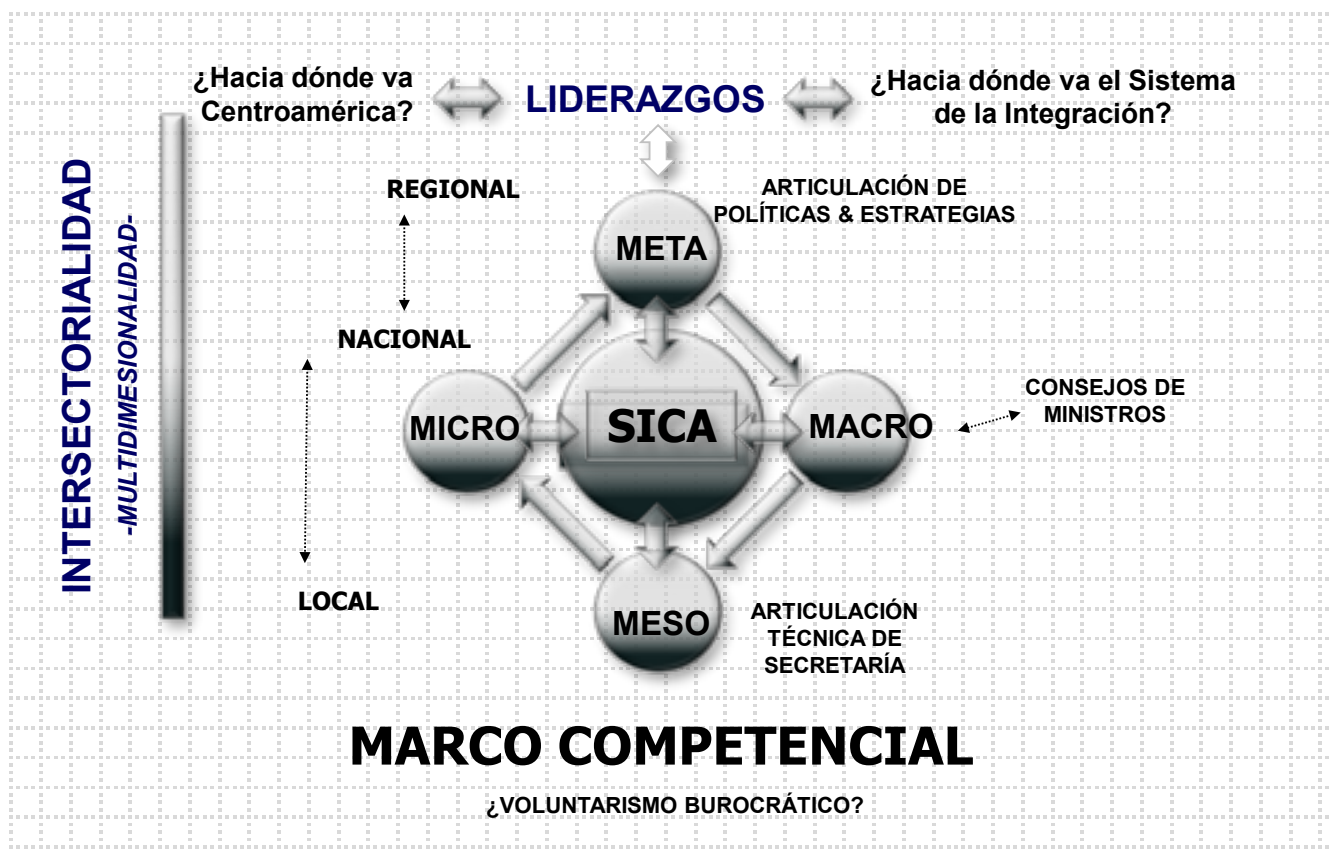 ¿Hacia dónde va
Centroamérica?
LIDERAZGOS
¿Hacia dónde va el Sistema
de la Integración?
INTERSECTORIALIDAD
-MULTIDIMESIONALIDAD-
REGIONAL
ARTICULACIÓN DE
POLÍTICAS & ESTRATEGIAS
META
NACIONAL
MICRO
SICA
MACRO
CONSEJOS DE
MINISTROS
LOCAL
MESO
ARTICULACIÓN
TÉCNICA DE
SECRETARÍA
MARCO COMPETENCIAL
¿VOLUNTARISMO BUROCRÁTICO?